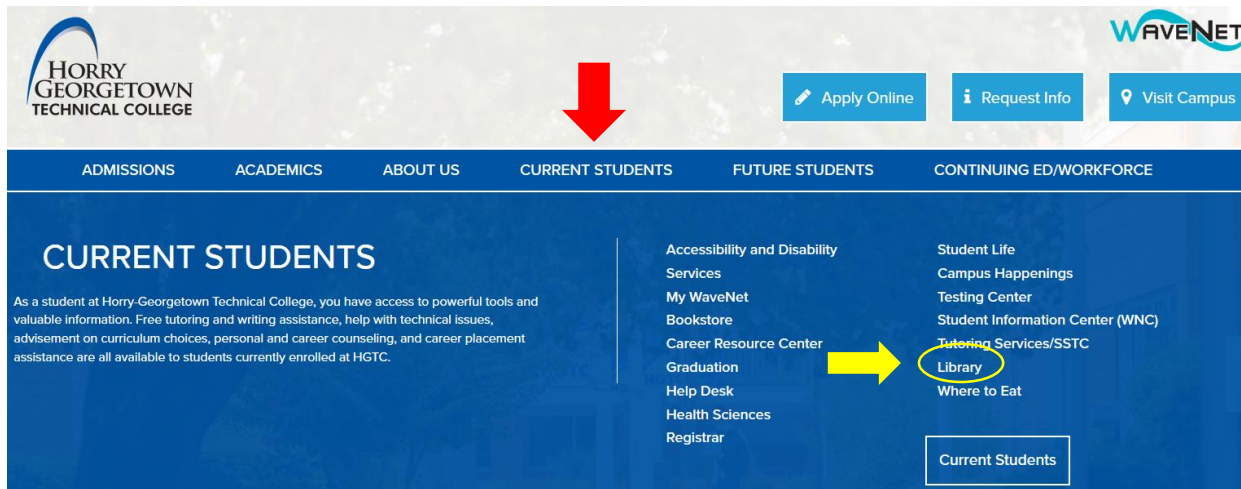 WAVENET
HORRY
GEORGETOWN
TECHNICAL COLLEGE
Apply Online
Request Info
Visit Campus
ADMISSIONS
ACADEMICS
ABOUT US
CURRENT STUDENTS
FUTURE STUDENTS
CONTINUING ED/WORKFORCE
CURRENT STUDENTS
As a student at Horry-Georgetown Technical College, you have access to powerful tools and
valuable information. Free tutoring and writing assistance, help with technical issues,
advisement on curriculum choices, personal and career counseling, and career placement
assistance are all available to students currently enrolled at HGTC.
Accessibility and Disability
Services
My WaveNet
Bookstore
Career Resource Center
Graduation
Help Desk
Health Sciences
Registrar
Student Life
Campus Happenings
Testing Center
Student Information Center (WNC)
Tutoring Services/SSTC
Library
Where to Eat
Current Students